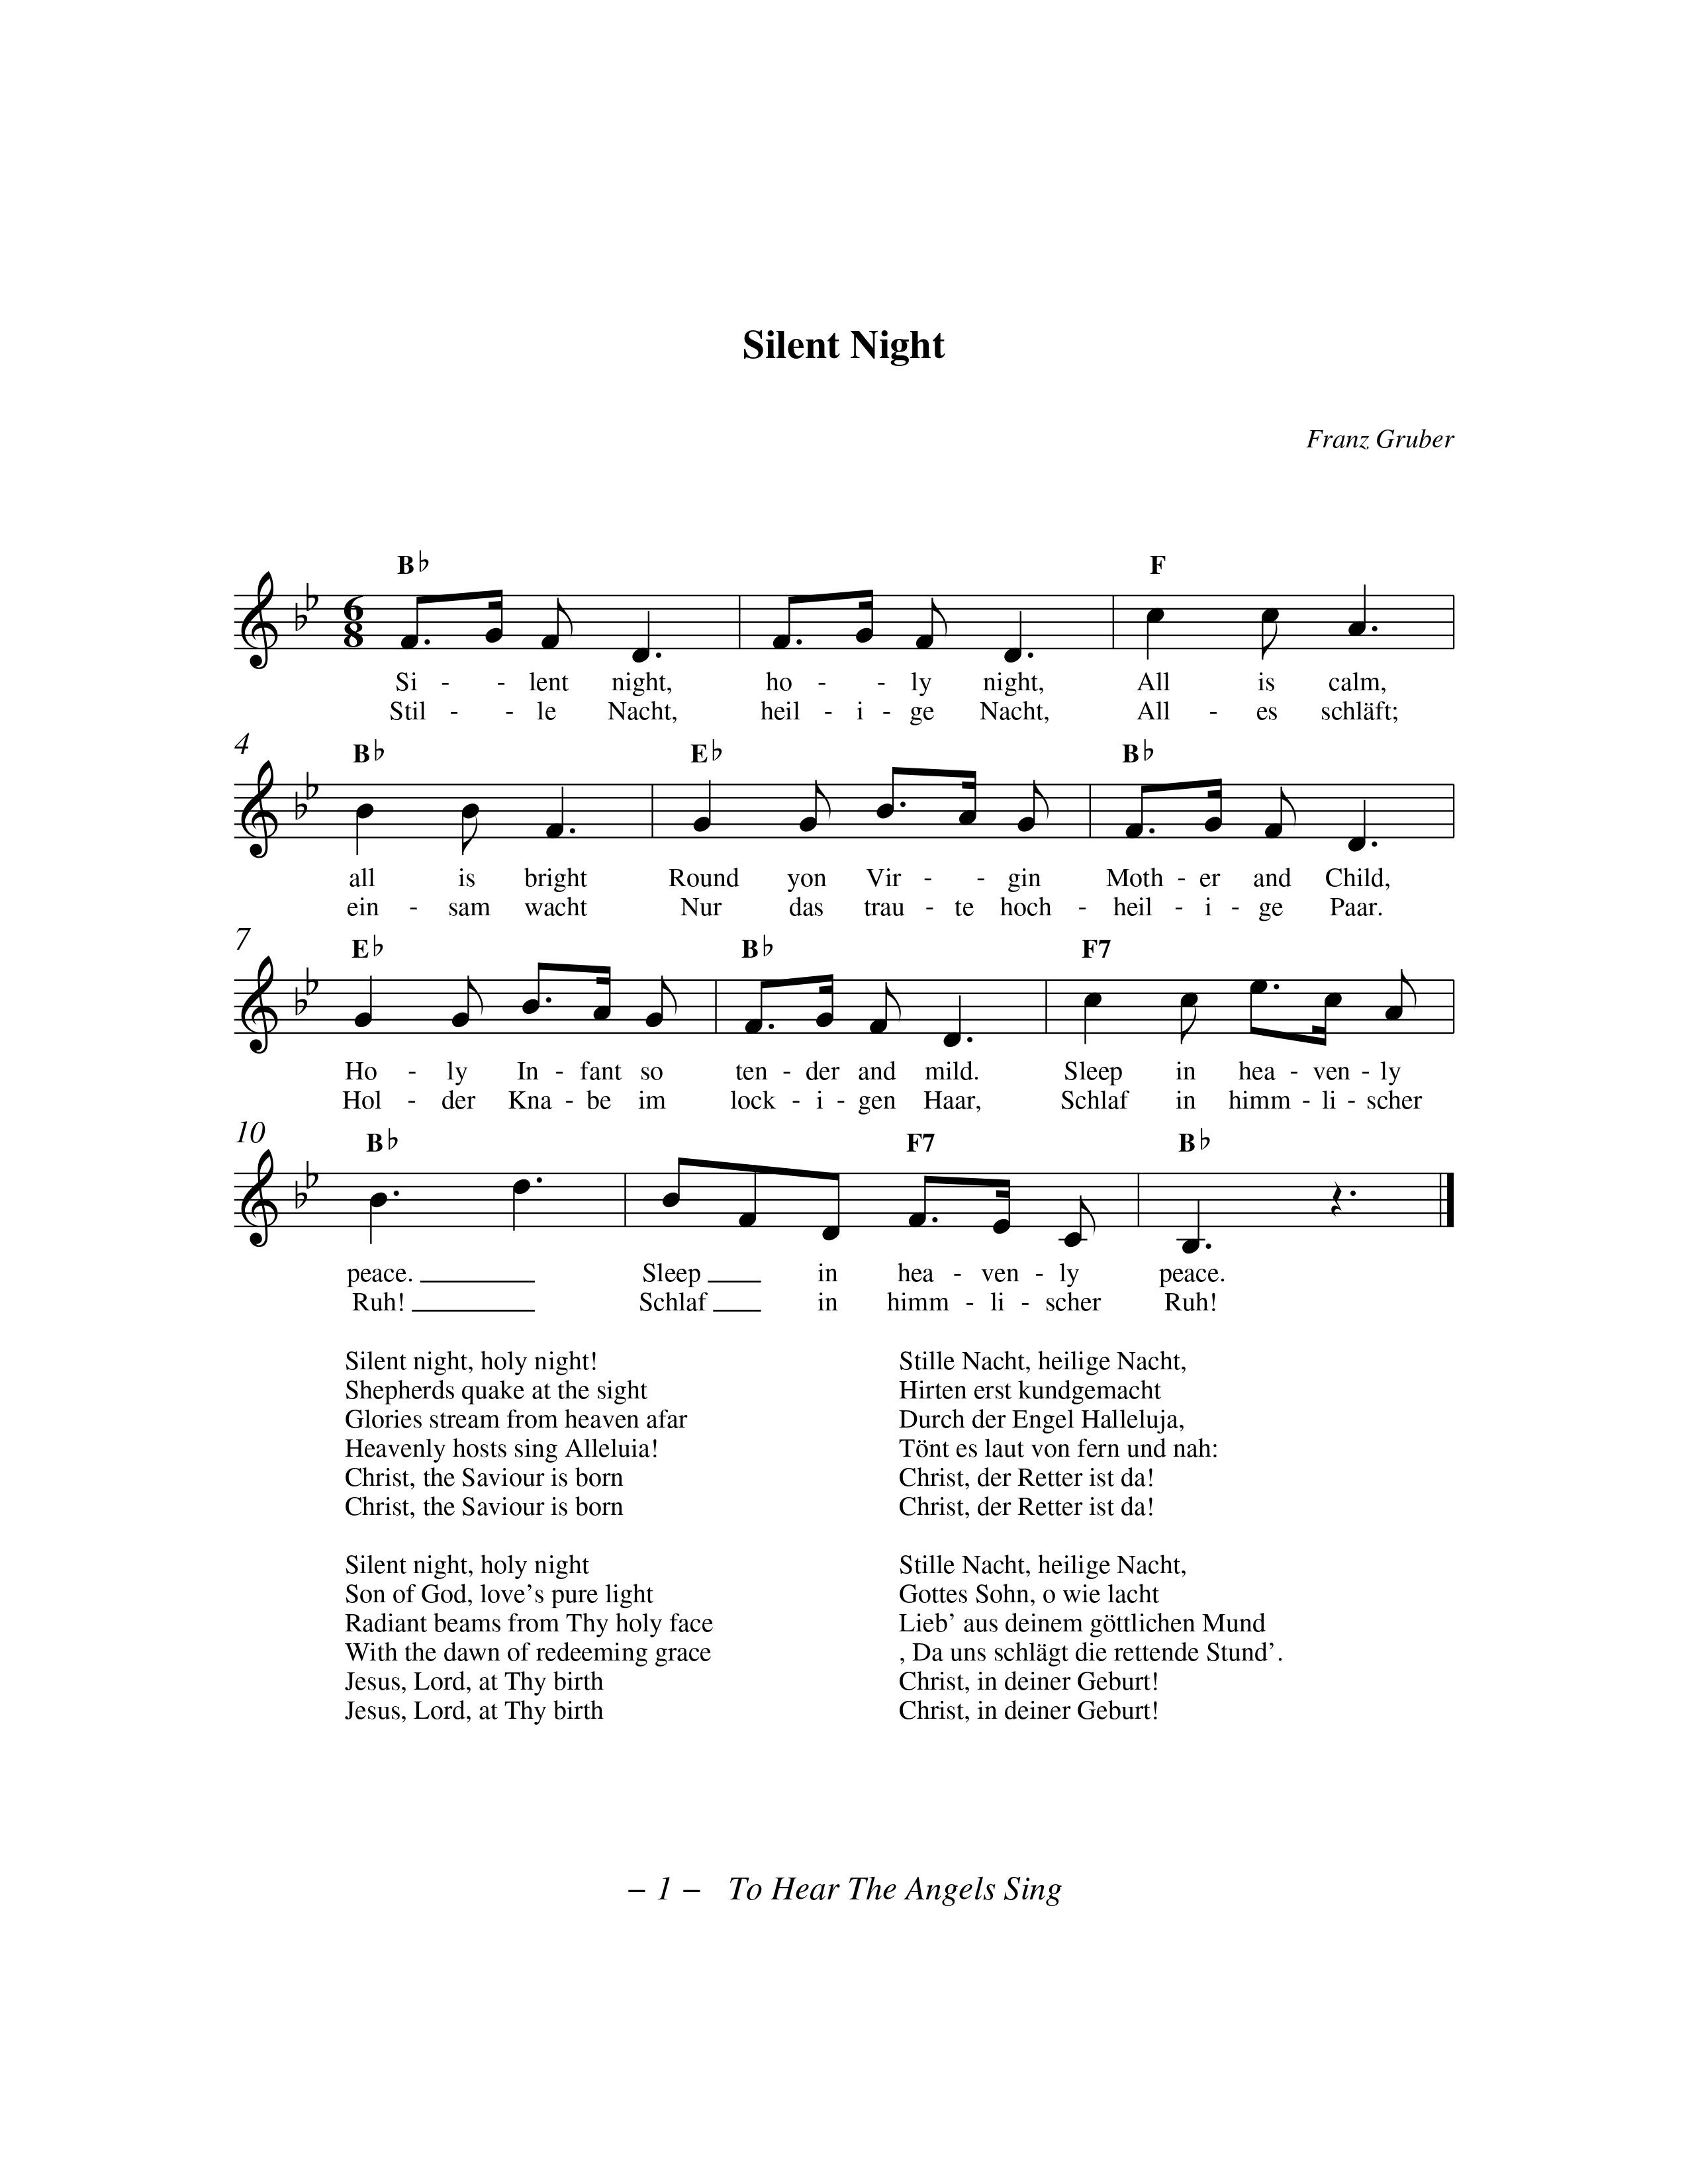 Silent Night
Franz Gruber
B♭ F
6
8
Si - - lent night, ho - - ly night, All is calm,
Stil - - le Nacht, heil - i - ge Nacht, All - es schläft;
4
B♭ E♭ B♭
all is bright Round yon Vir - - gin Moth - er and Child,
ein - sam wacht Nur das trau - te hoch - heil - i - ge Paar.
7
E♭ B♭ F7
Ho - ly In - fant so ten - der and mild. Sleep in hea - ven - ly
Hol - der Kna - be im lock - i - gen Haar, Schlaf in himm - li - scher
10
B♭ F7 B♭
peace. Sleep in hea - ven - ly peace.
Ruh! Schlaf in himm - li - scher Ruh!
Silent night, holy night!
Shepherds quake at the sight
Glories stream from heaven afar
Heavenly hosts sing Alleluia!
Christ, the Saviour is born
Christ, the Saviour is born
Silent night, holy night
Son of God, love's pure light
Radiant beams from Thy holy face
With the dawn of redeeming grace
Jesus, Lord, at Thy birth
Jesus, Lord, at Thy birth
Stille Nacht, heilige Nacht,
Hirten erst kundgemacht
Durch der Engel Halleluja,
Tönt es laut von fern und nah:
Christ, der Retter ist da!
Christ, der Retter ist da!
Stille Nacht, heilige Nacht,
Gottes Sohn, o wie lacht
Lieb' aus deinem göttlichen Mund
, Da uns schlägt die rettende Stund'.
Christ, in deiner Geburt!
Christ, in deiner Geburt!
– 1 – To Hear The Angels Sing